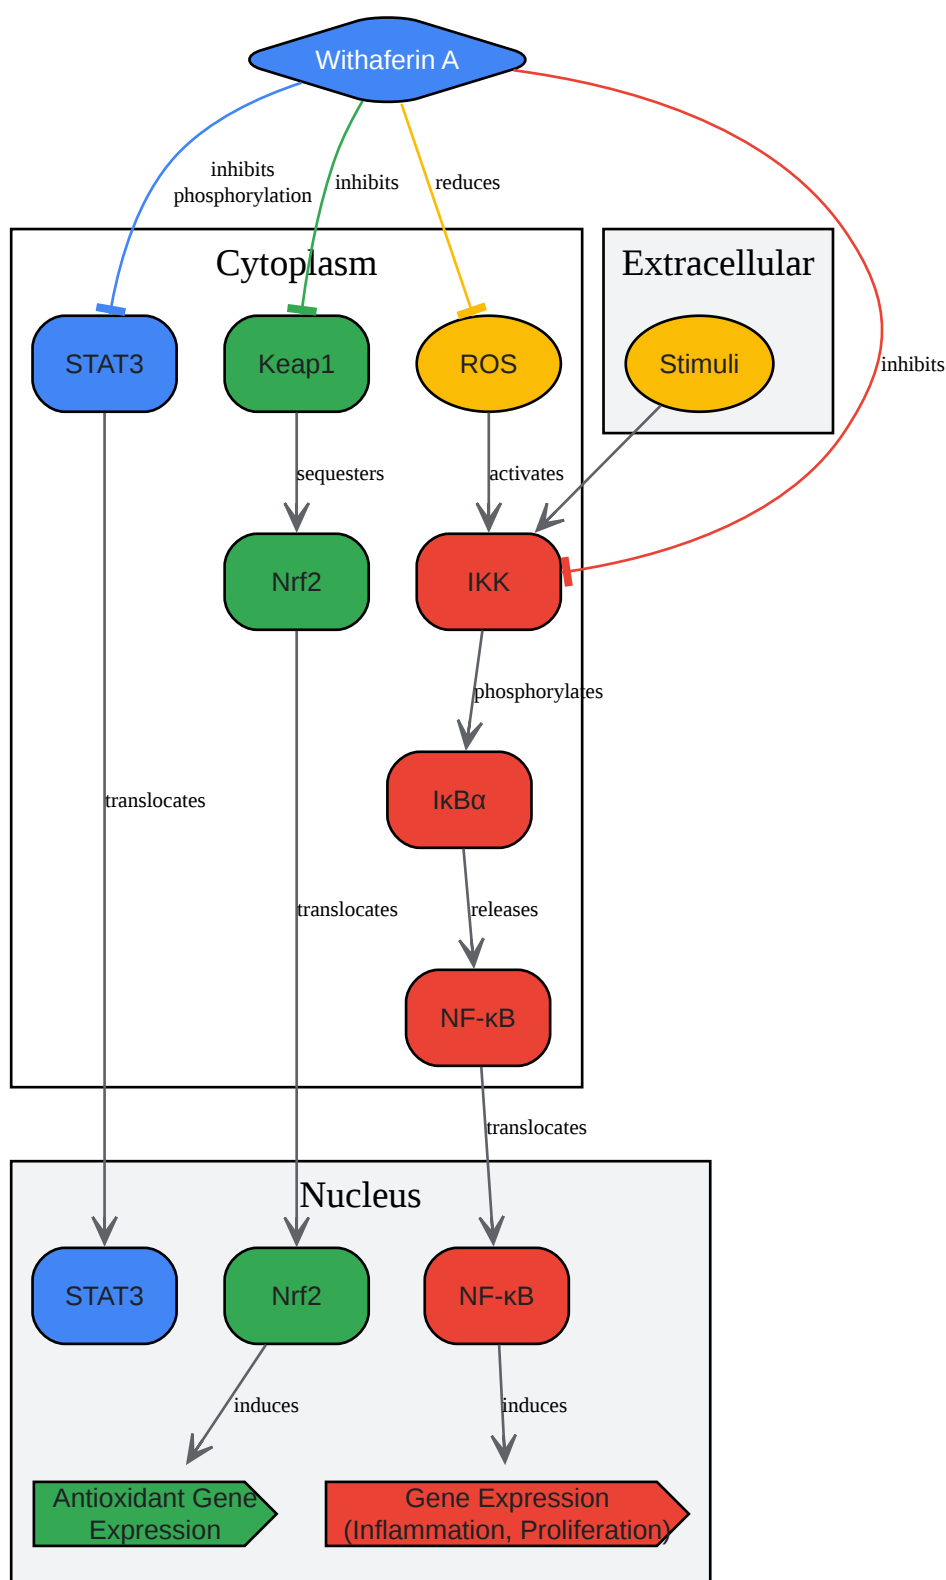 Withaferin A
inhibits
phosphorylation
inhibits
reduces
Cytoplasm
Extracellular
STAT3
Keap1
ROS
Stimuli
inhibits
sequesters
activates
Nrf2
IKK
phosphorylates
translocates
IκBα
translocates
releases
NF-κB
translocates
Nucleus
STAT3
Nrf2
NF-κB
induces
induces
Antioxidant Gene
Expression
Gene Expression
(Inflammation, Proliferation)